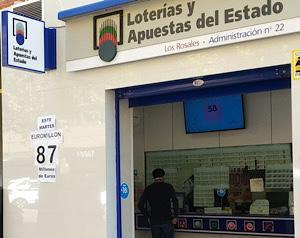 Loterías y
Apuestas del
Estado
Loterías y
Apuestas del Estado
Los Rosales - Administración nº 22
58
ESTE
MARTES
EUROMILLON
87
Millones
de Euros